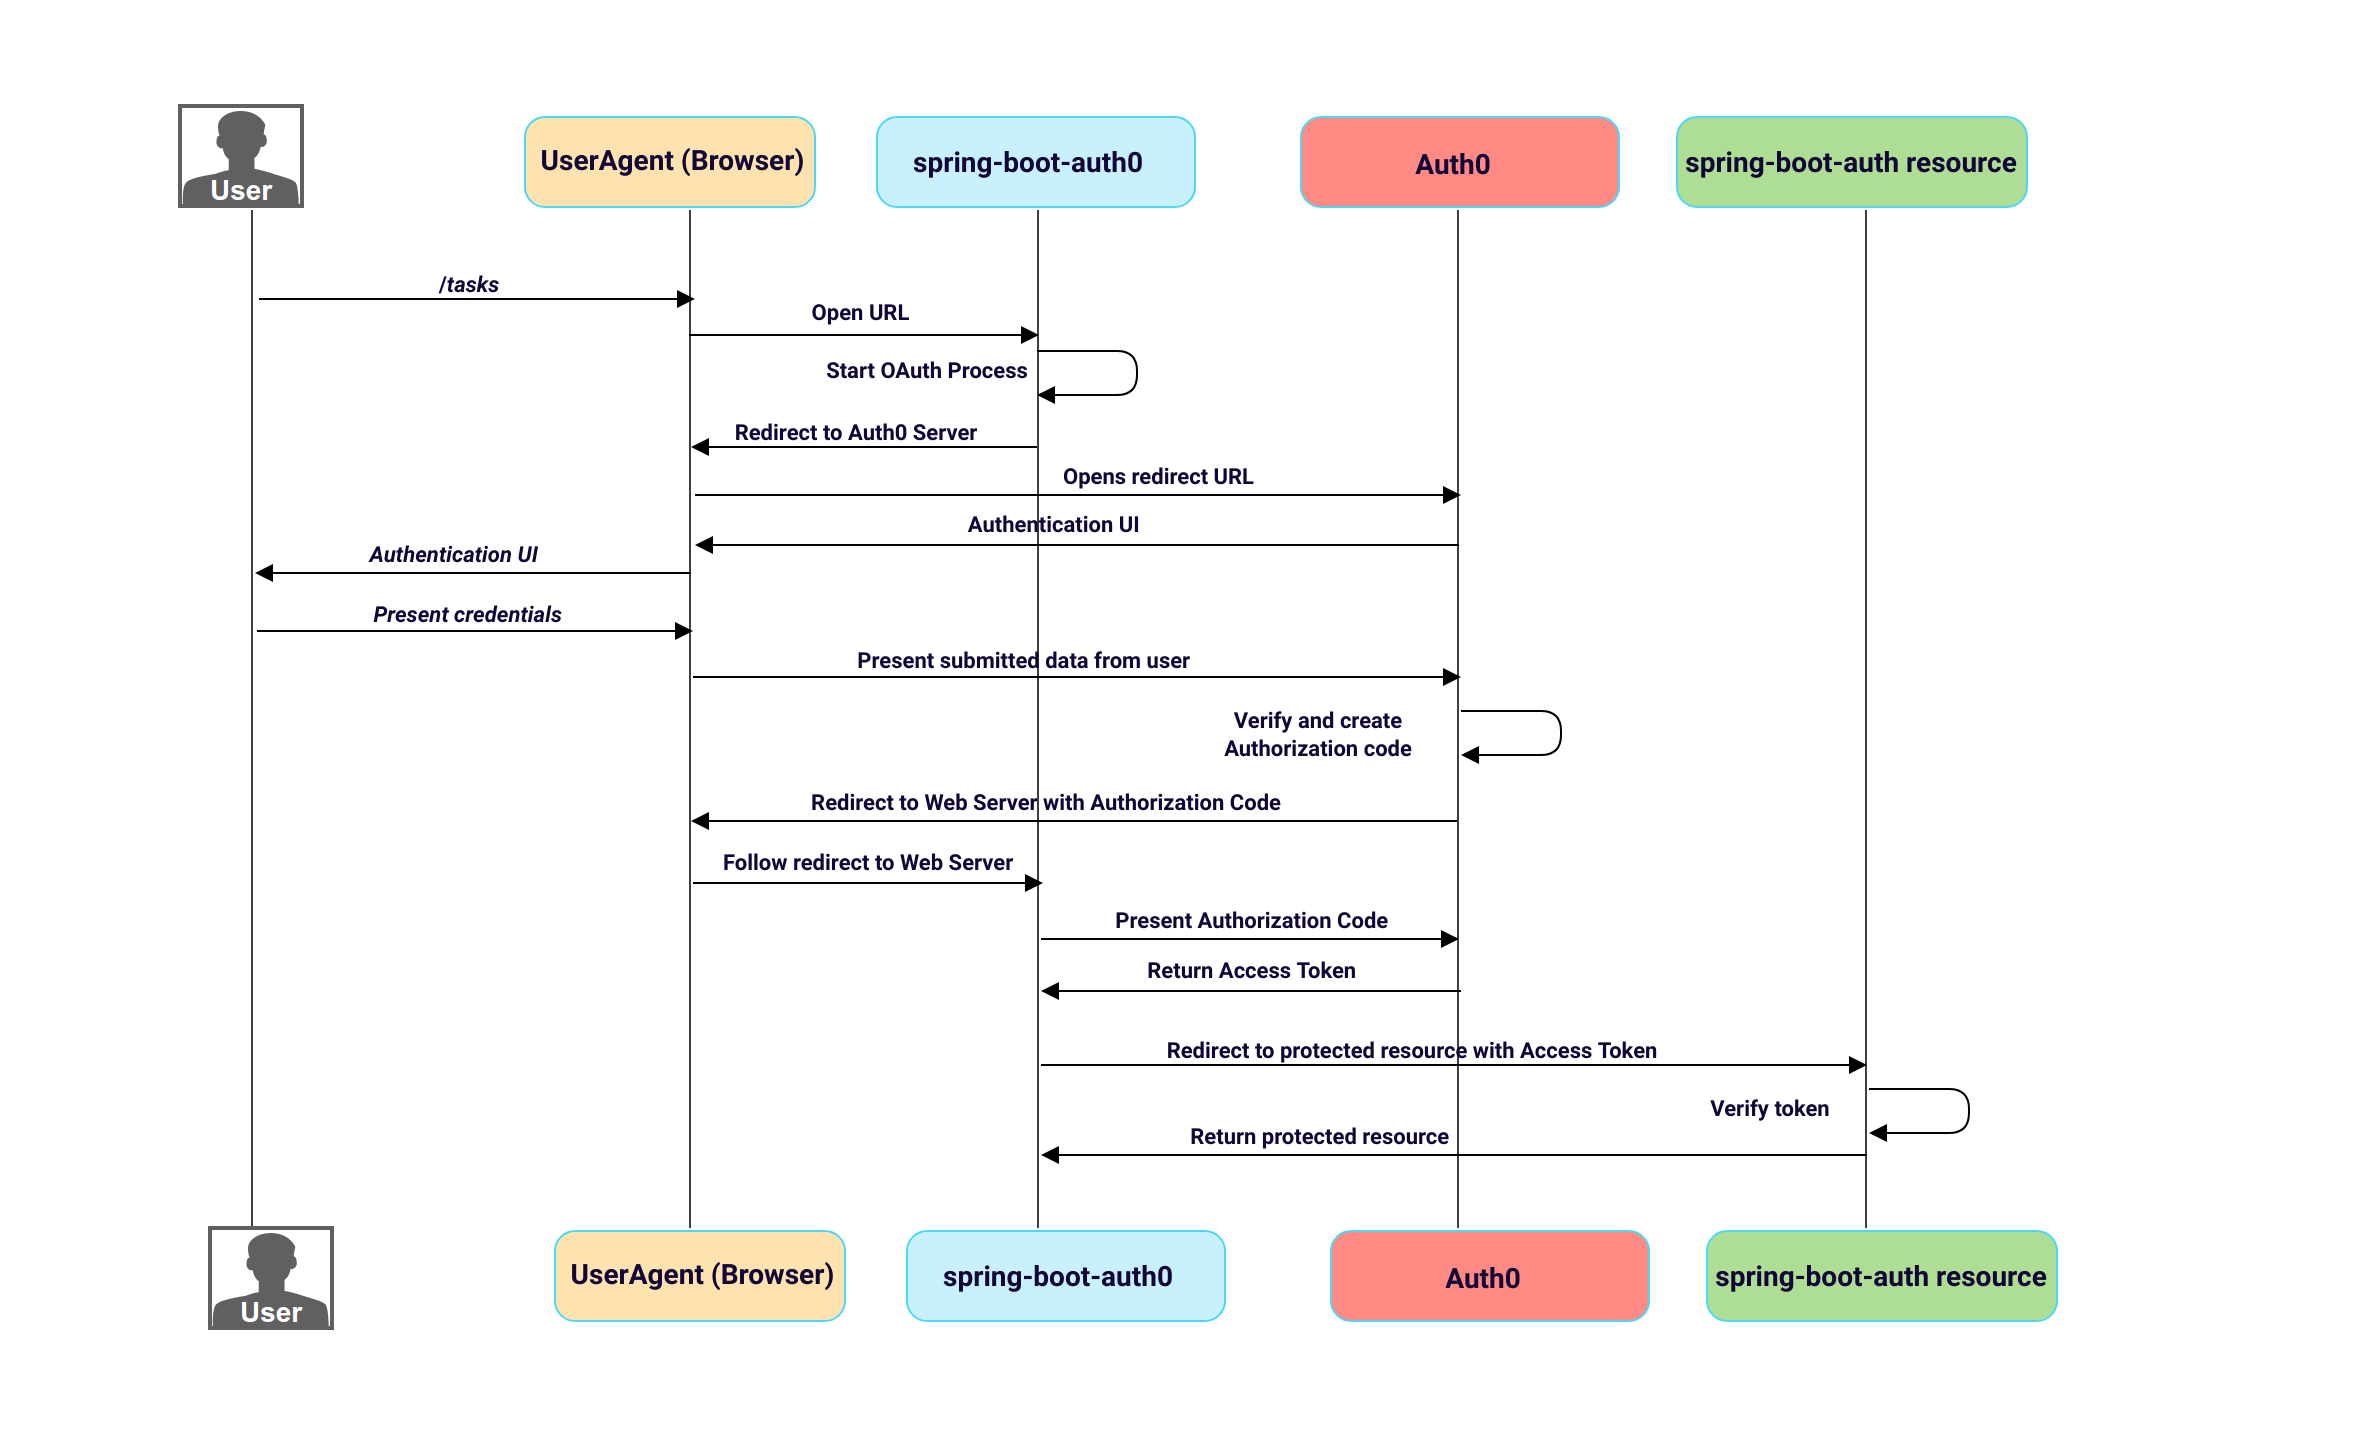 User
UserAgent (Browser)
spring-boot-auth0
Auth0
spring-boot-auth resource
/tasks
Open URL
Start OAuth Process
Redirect to Auth0 Server
Opens redirect URL
Authentication UI
Authentication UI
Present credentials
Present submitted data from user
Verify and create
Authorization code
Redirect to Web Server with Authorization Code
Follow redirect to Web Server
Present Authorization Code
Return Access Token
Redirect to protected resource with Access Token
Verify token
Return protected resource
User
UserAgent (Browser)
spring-boot-auth0
Auth0
spring-boot-auth resource